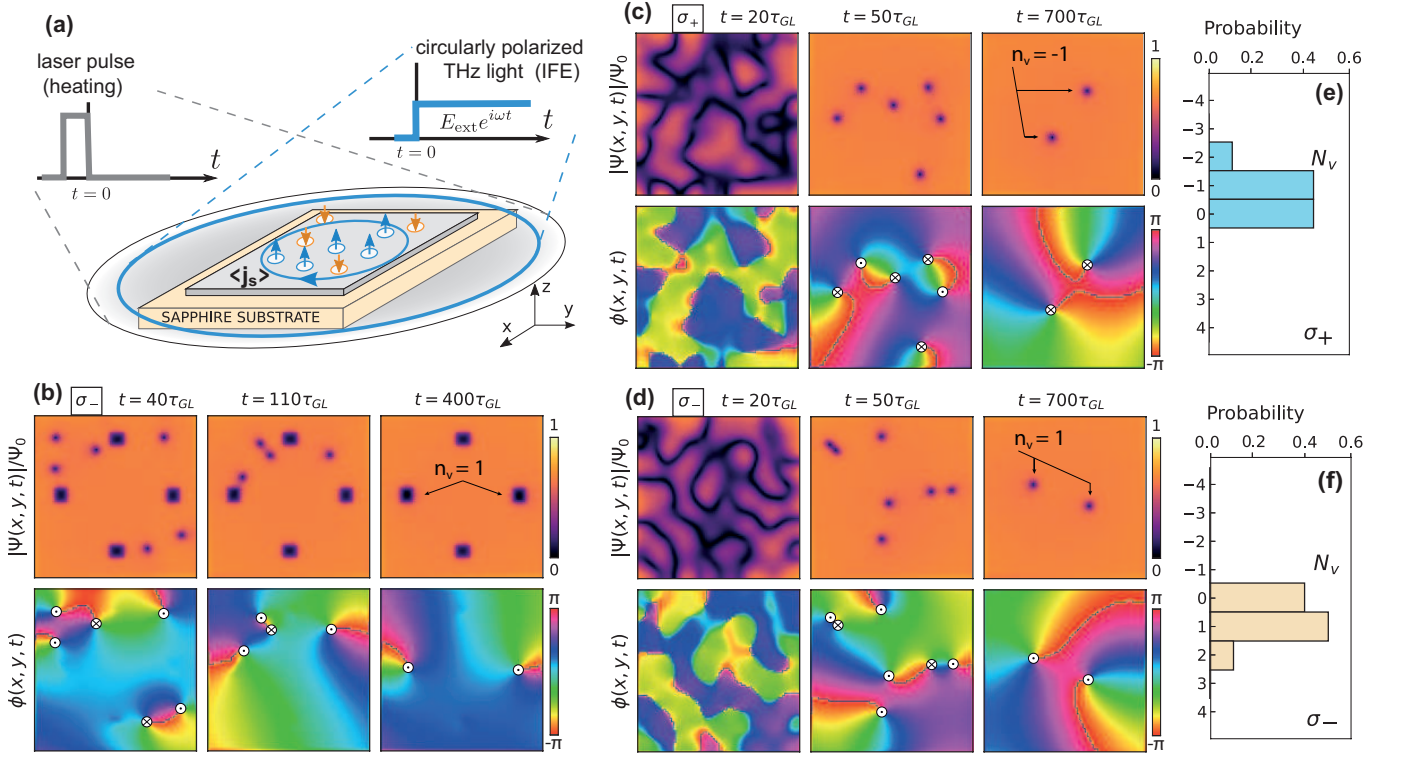 (a)
laser pulse
(heating)
t
t = 0
circularly polarized
THz light (IFE)
E_ext e^{iωt}
t
t = 0
<j_s>
SAPPHIRE SUBSTRATE
z
y
x
(b)
σ−
t = 40τ_GL
t = 110τ_GL
t = 400τ_GL
|Ψ(x, y, t)|/Ψ_0
n_v = 1
1
0
ϕ(x, y, t)
π
-π
(c)
σ+
t = 20τ_GL
50τ_GL
t = 700τ_GL
|Ψ(x, y, t)|/Ψ_0
n_v = -1
1
0
ϕ(x, y, t)
π
-π
(d)
σ−
t = 20τ_GL
t = 50τ_GL
t = 700τ_GL
|Ψ(x, y, t)|/Ψ_0
n_v = 1
1
0
ϕ(x, y, t)
π
-π
Probability
0.0 0.2 0.4 0.6
(e)
−4
−3
−2
N_v
−1
0
1
2
3
4
σ+
Probability
0.0 0.2 0.4 0.6
(f)
−4
−3
−2
−1
N_v
0
1
2
3
4
σ−